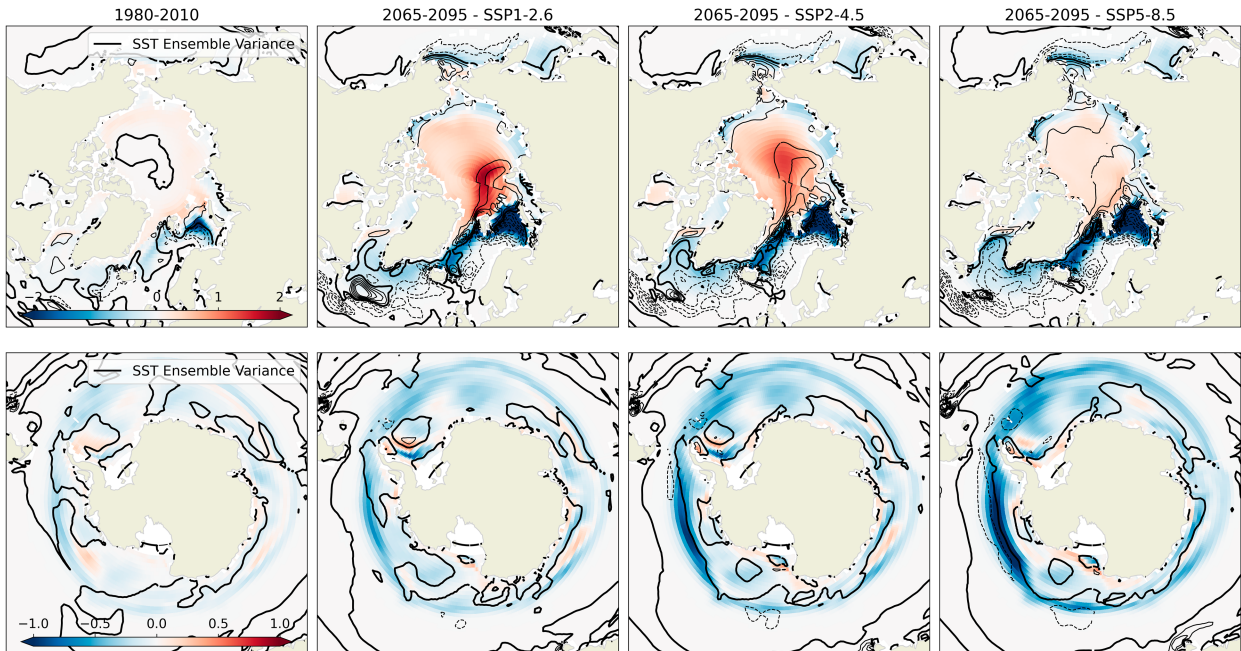 1980-2010
2065-2095 - SSP1-2.6
2065-2095 - SSP2-4.5
2065-2095 - SSP5-8.5
SST Ensemble Variance
0 1 2
SST Ensemble Variance
−1.0 −0.5 0.0 0.5 1.0